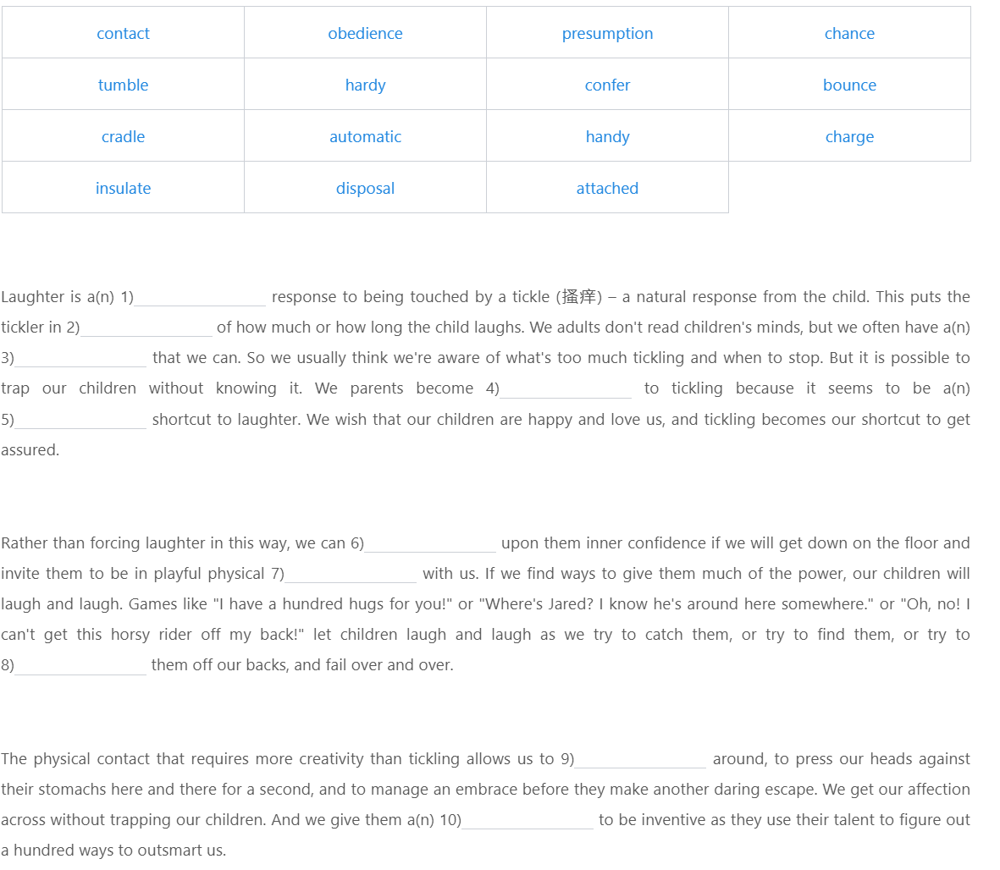 contact obedience presumption chance
tumble hardy confer bounce
cradle automatic handy charge
insulate disposal attached
Laughter is a(n) 1)________________ response to being touched by a tickle (搔痒) – a natural response from the child. This puts the
tickler in 2)________________ of how much or how long the child laughs. We adults don't read children's minds, but we often have a(n)
3)________________ that we can. So we usually think we're aware of what's too much tickling and when to stop. But it is possible to
trap our children without knowing it. We parents become 4)________________ to tickling because it seems to be a(n)
5)________________ shortcut to laughter. We wish that our children are happy and love us, and tickling becomes our shortcut to get
assured.
Rather than forcing laughter in this way, we can 6)________________ upon them inner confidence if we will get down on the floor and
invite them to be in playful physical 7)________________ with us. If we find ways to give them much of the power, our children will
laugh and laugh. Games like "I have a hundred hugs for you!" or "Where's Jared? I know he's around here somewhere." or "Oh, no! I
can't get this horsy rider off my back!" let children laugh and laugh as we try to catch them, or try to find them, or try to
8)________________ them off our backs, and fail over and over.
The physical contact that requires more creativity than tickling allows us to 9)________________ around, to press our heads against
their stomachs here and there for a second, and to manage an embrace before they make another daring escape. We get our affection
across without trapping our children. And we give them a(n) 10)________________ to be inventive as they use their talent to figure out
a hundred ways to outsmart us.